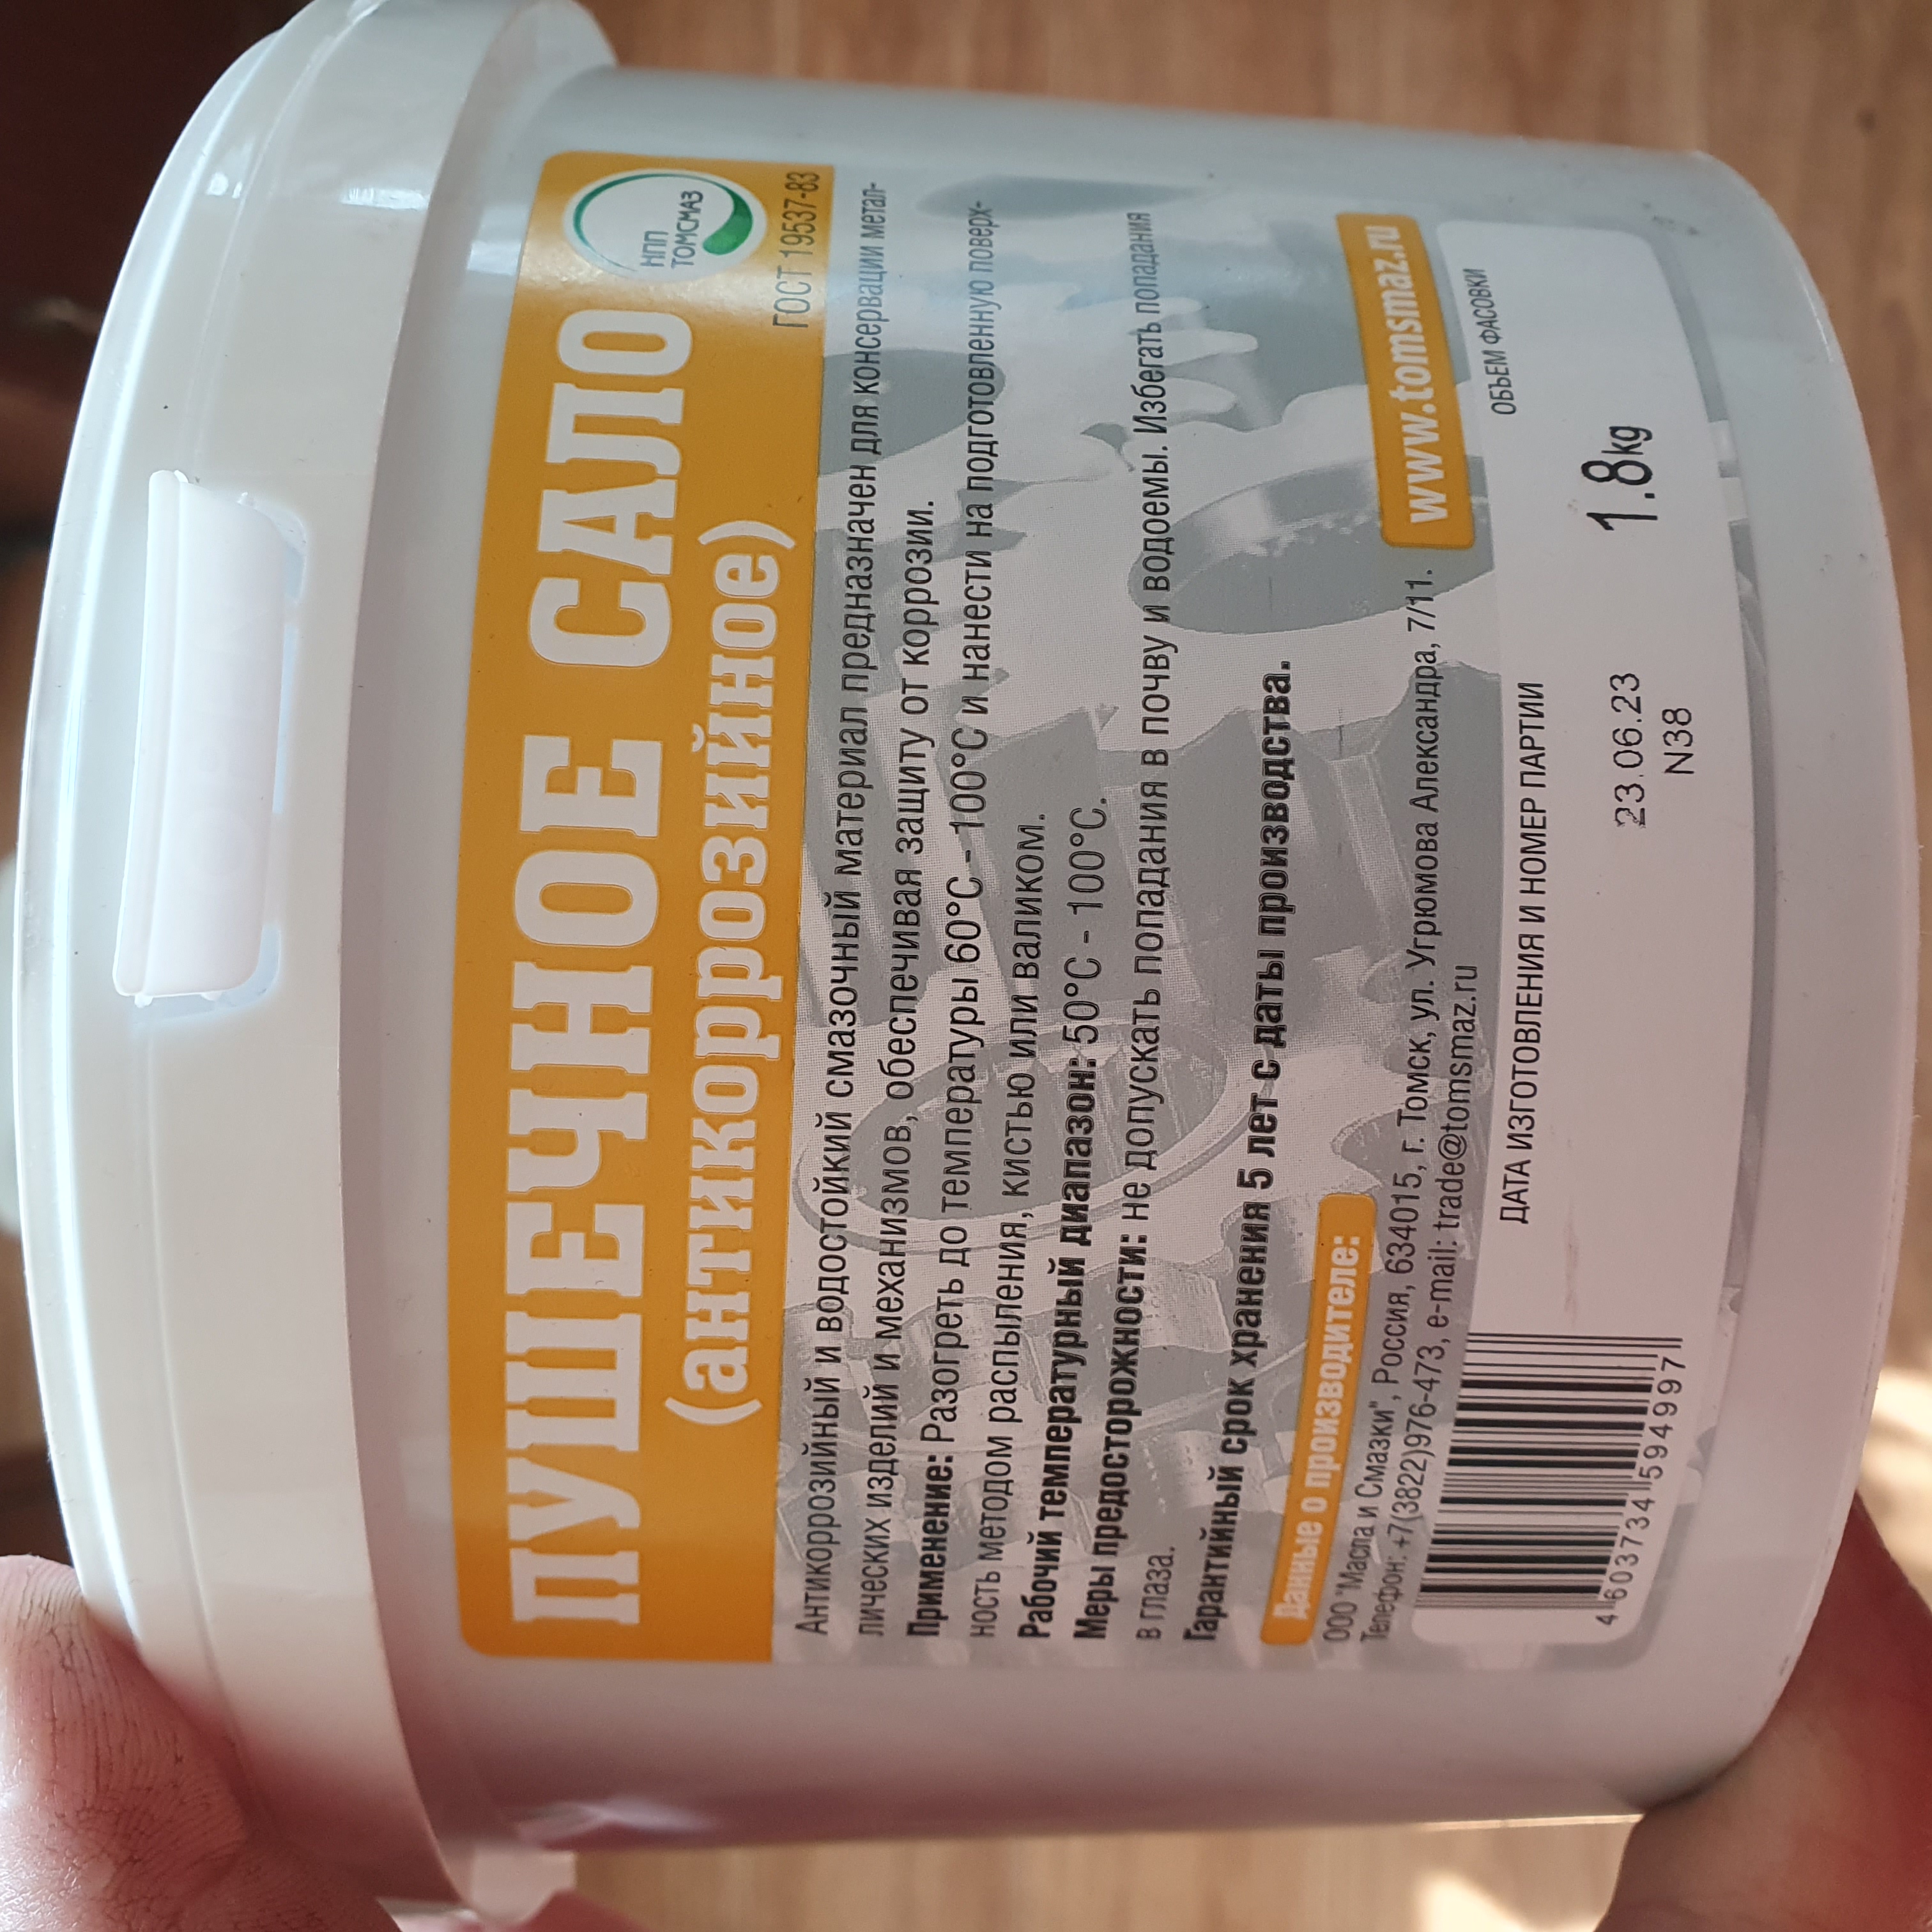 ПУШЕЧНОЕ САЛО
(антикоррозийное)
НПП
ТОМСМАЗ
ГОСТ 19537-83
Антикоррозийный и водостойкий смазочный материал предназначен для консервации метал-
лических изделий и механизмов, обеспечивая защиту от коррозии.
Применение: Разогреть до температуры 60°С - 100°С и нанести на подготовленную поверх-
ность методом распыления, кистью или валиком.
Рабочий температурный диапазон: 50°С - 100°С.
Меры предосторожности: не допускать попадания в почву и водоемы. Избегать попадания
в глаза.
Гарантийный срок хранения 5 лет с даты производства.
Данные о производителе:
www.tomsmaz.ru
ООО "Масла и Смазки", Россия, 634015, г. Томск, ул. Угрюмова Александра, 7/11.
Телефон: +7(3822)976-473, e-mail: trade@tomsmaz.ru
ДАТА ИЗГОТОВЛЕНИЯ И НОМЕР ПАРТИИ
ОБЪЕМ ФАСОВКИ
23.06.23
N38
1.8kg
4 603734 594997